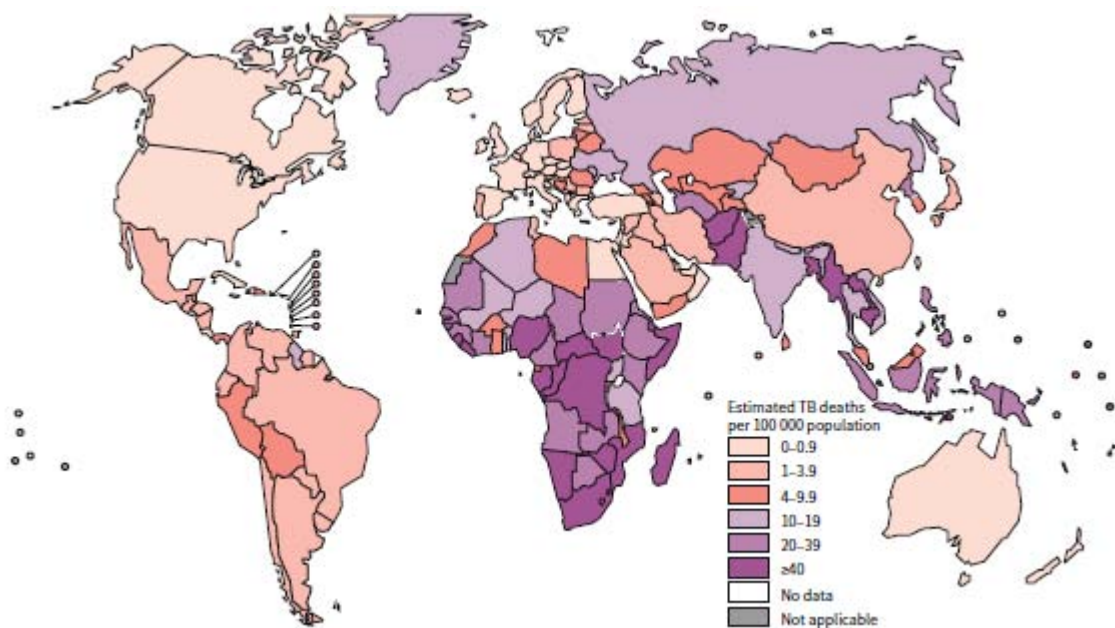 Estimated TB deaths
per 100 000 population
0–0.9
1–3.9
4–9.9
10–19
20–39
≥40
No data
Not applicable